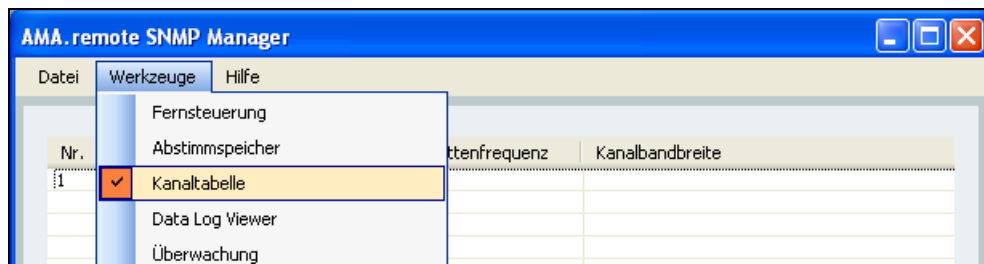 AMA.remote SNMP Manager
Datei Werkzeuge Hilfe
Fernsteuerung
Abstimmspeicher
Nr. ttenfrequenz Kanalbandbreite
1 Kanaltabelle
Data Log Viewer
Überwachung